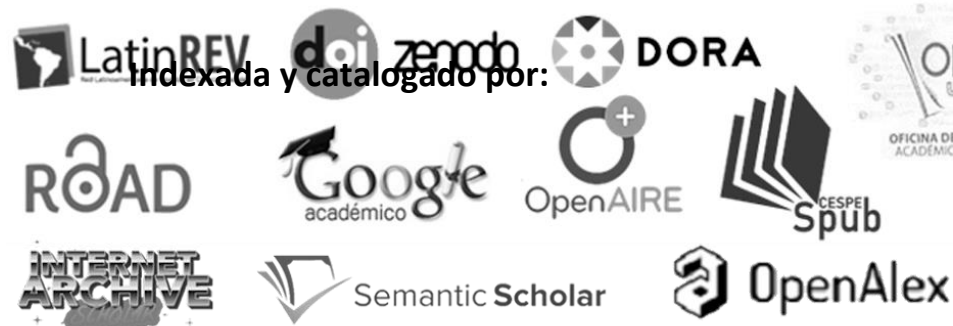 LatinREV
doi
zenodo
DORA
Indexada y catalogado por:
ROAD
Google
académico
OpenAIRE
CESPE
Spub
OFICINA
INTERNET
ARCHIVE
Semantic Scholar
OpenAlex